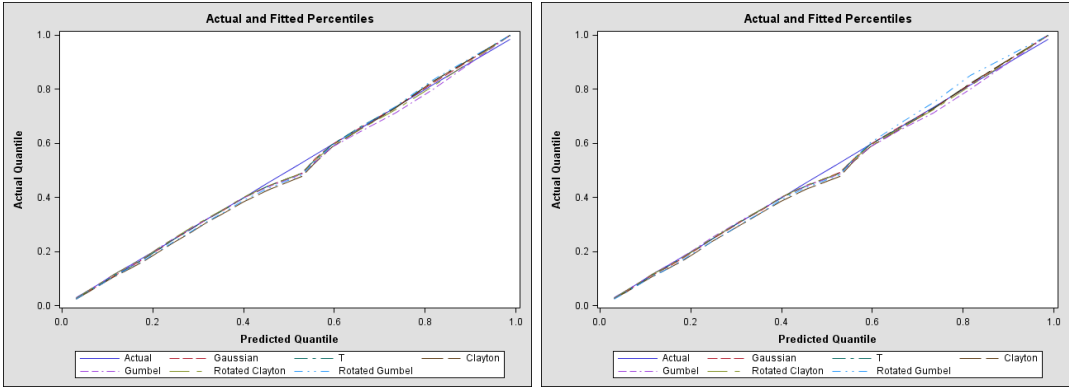 Actual and Fitted Percentiles
1.0
0.8
0.6
0.4
0.2
0.0
Actual Quantile
0.0 0.2 0.4 0.6 0.8 1.0
Predicted Quantile
Actual Gaussian T Clayton
Gumbel Rotated Clayton Rotated Gumbel
Actual and Fitted Percentiles
1.0
0.8
0.6
0.4
0.2
0.0
Actual Quantile
0.0 0.2 0.4 0.6 0.8 1.0
Predicted Quantile
Actual Gaussian T Clayton
Gumbel Rotated Clayton Rotated Gumbel